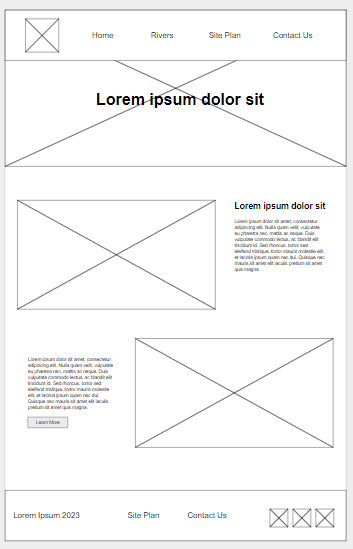 Home Rivers Site Plan Contact Us
Lorem ipsum dolor sit
Lorem ipsum dolor sit
Lorem ipsum dolor sit amet, consectetur
adipiscing elit. Nulla quam velit, vulputate
eu pharetra nec, mattis ac neque. Duis
vulputate commodo lectus, ac blandit elit
tincidunt id. Sed rhoncus, tortor sed
eleifend tristique, tortor mauris molestie
elit, et lacinia ipsum quam nec dui.
Quisque nec mauris sit amet elit iaculis
pretium sit amet quis magna.
Lorem ipsum dolor sit amet, consectetur
adipiscing elit. Nulla quam velit, vulputate
eu pharetra nec, mattis ac neque. Duis
vulputate commodo lectus, ac blandit elit
tincidunt id. Sed rhoncus, tortor sed
eleifend tristique, tortor mauris molestie
elit, et lacinia ipsum quam nec dui.
Quisque nec mauris sit amet elit iaculis
pretium sit amet quis magna.
Learn More
Lorem Ipsum 2023 Site Plan Contact Us